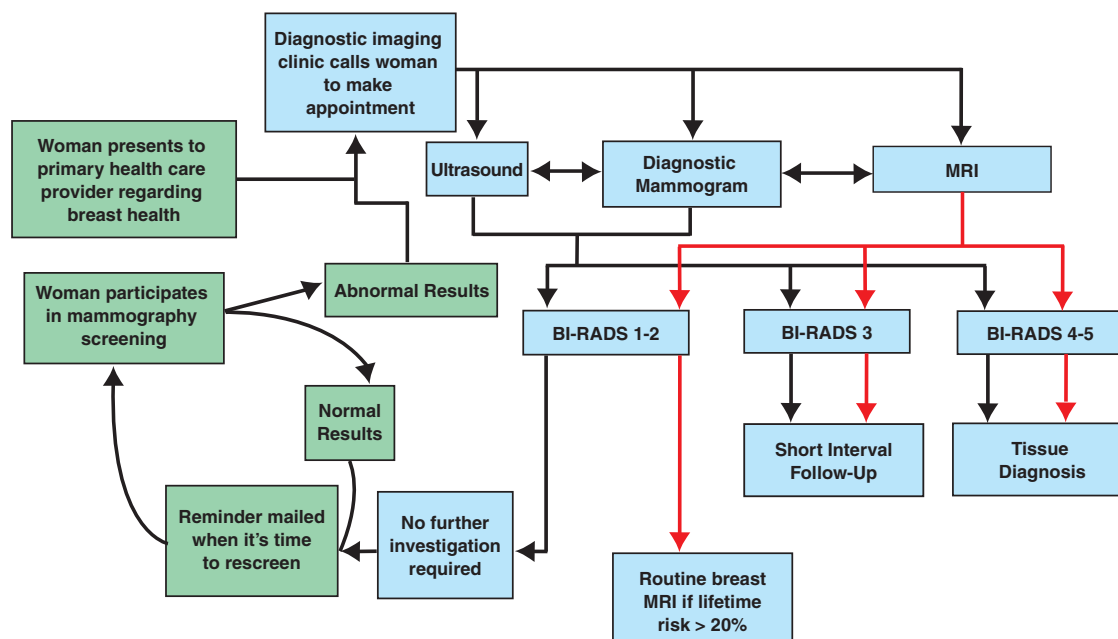 Diagnostic imaging
clinic calls woman
to make
appointment
Woman presents to
primary health care
provider regarding
breast health
Ultrasound
Diagnostic
Mammogram
MRI
Woman participates
in mammography
screening
Abnormal Results
BI-RADS 1-2
BI-RADS 3
BI-RADS 4-5
Normal
Results
Short Interval
Follow-Up
Tissue
Diagnosis
Reminder mailed
when it's time
to rescreen
No further
investigation
required
Routine breast
MRI if lifetime
risk > 20%